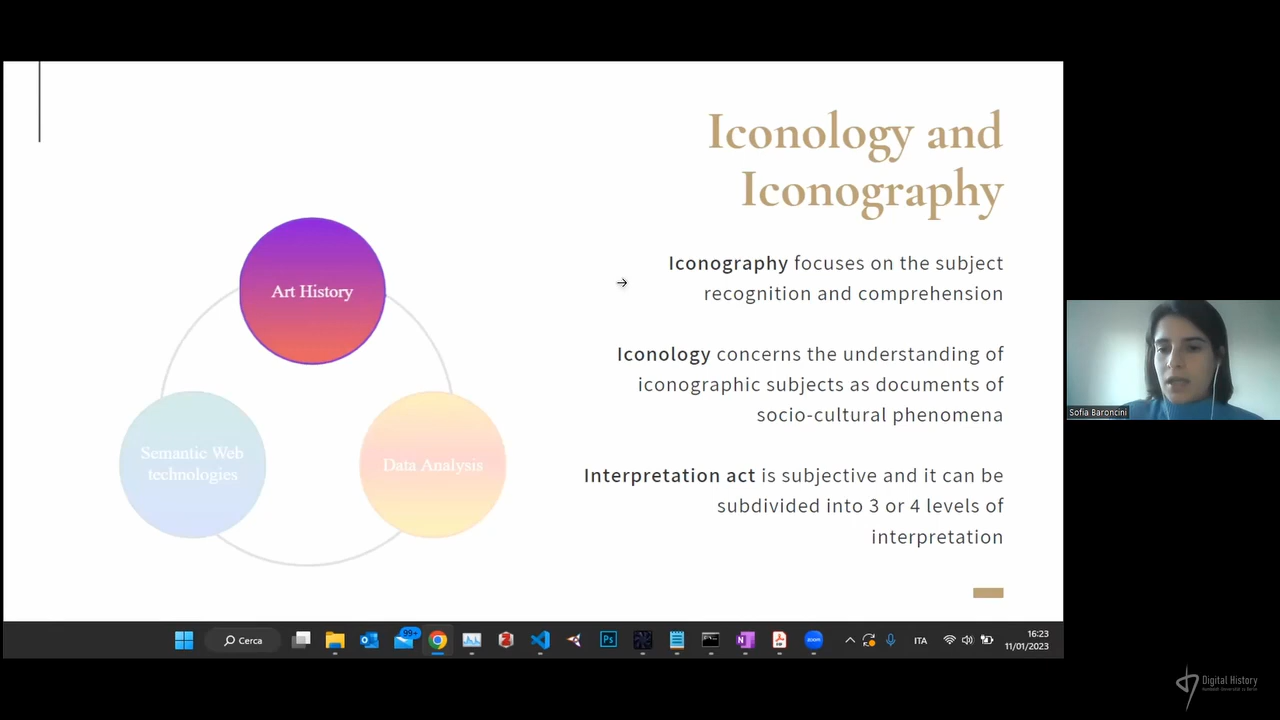 Iconology and
Iconography
Iconography focuses on the subject
recognition and comprehension
Iconology concerns the understanding of
iconographic subjects as documents of
socio-cultural phenomena
Interpretation act is subjective and it can be
subdivided into 3 or 4 levels of
interpretation
Art History
Semantic Web
technologies
Data Analysis
Sofia Baroncini
Cerca
99+
Ps
zoom
ITA
16:23
11/01/2023
Digital History